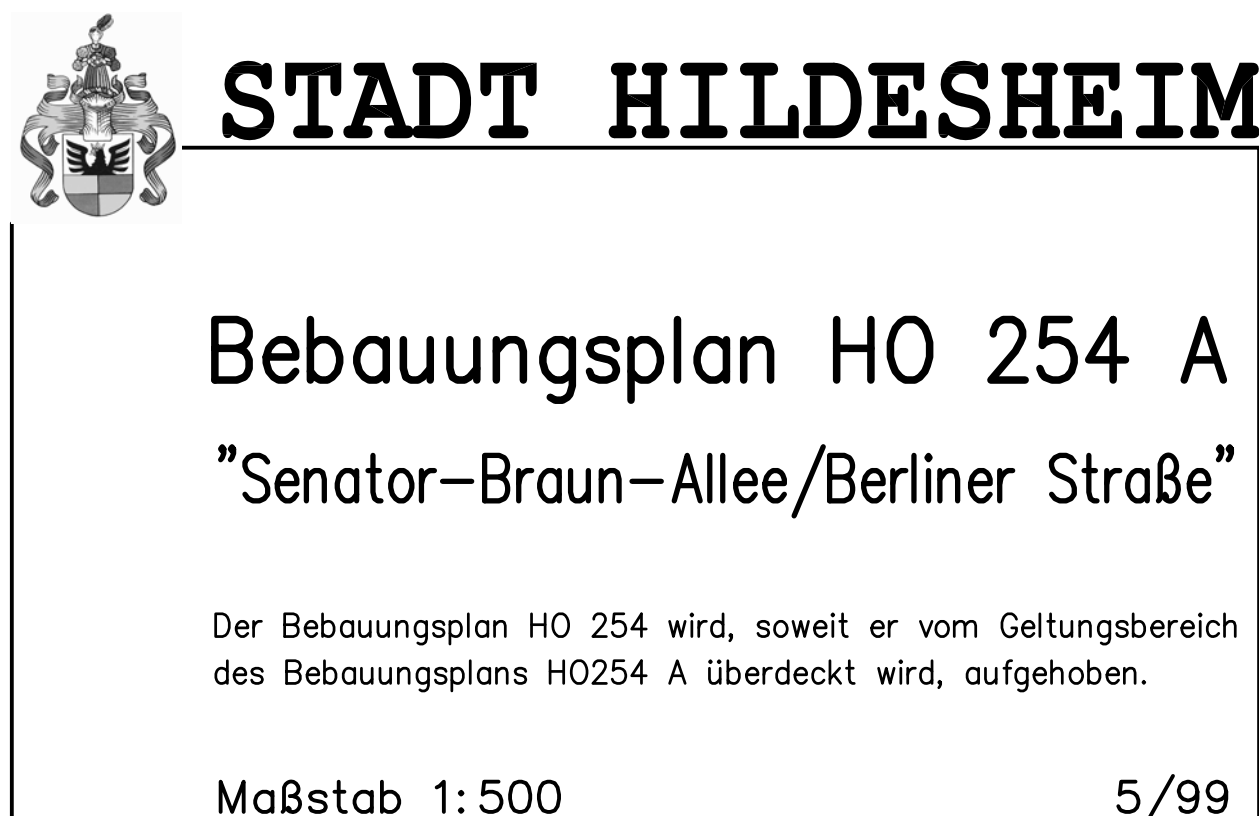 STADT HILDESHEIM
Bebauungsplan HO 254 A
"Senator-Braun-Allee/Berliner Straße"
Der Bebauungsplan HO 254 wird, soweit er vom Geltungsbereich
des Bebauungsplans HO254 A überdeckt wird, aufgehoben.
Maßstab 1:500 5/99